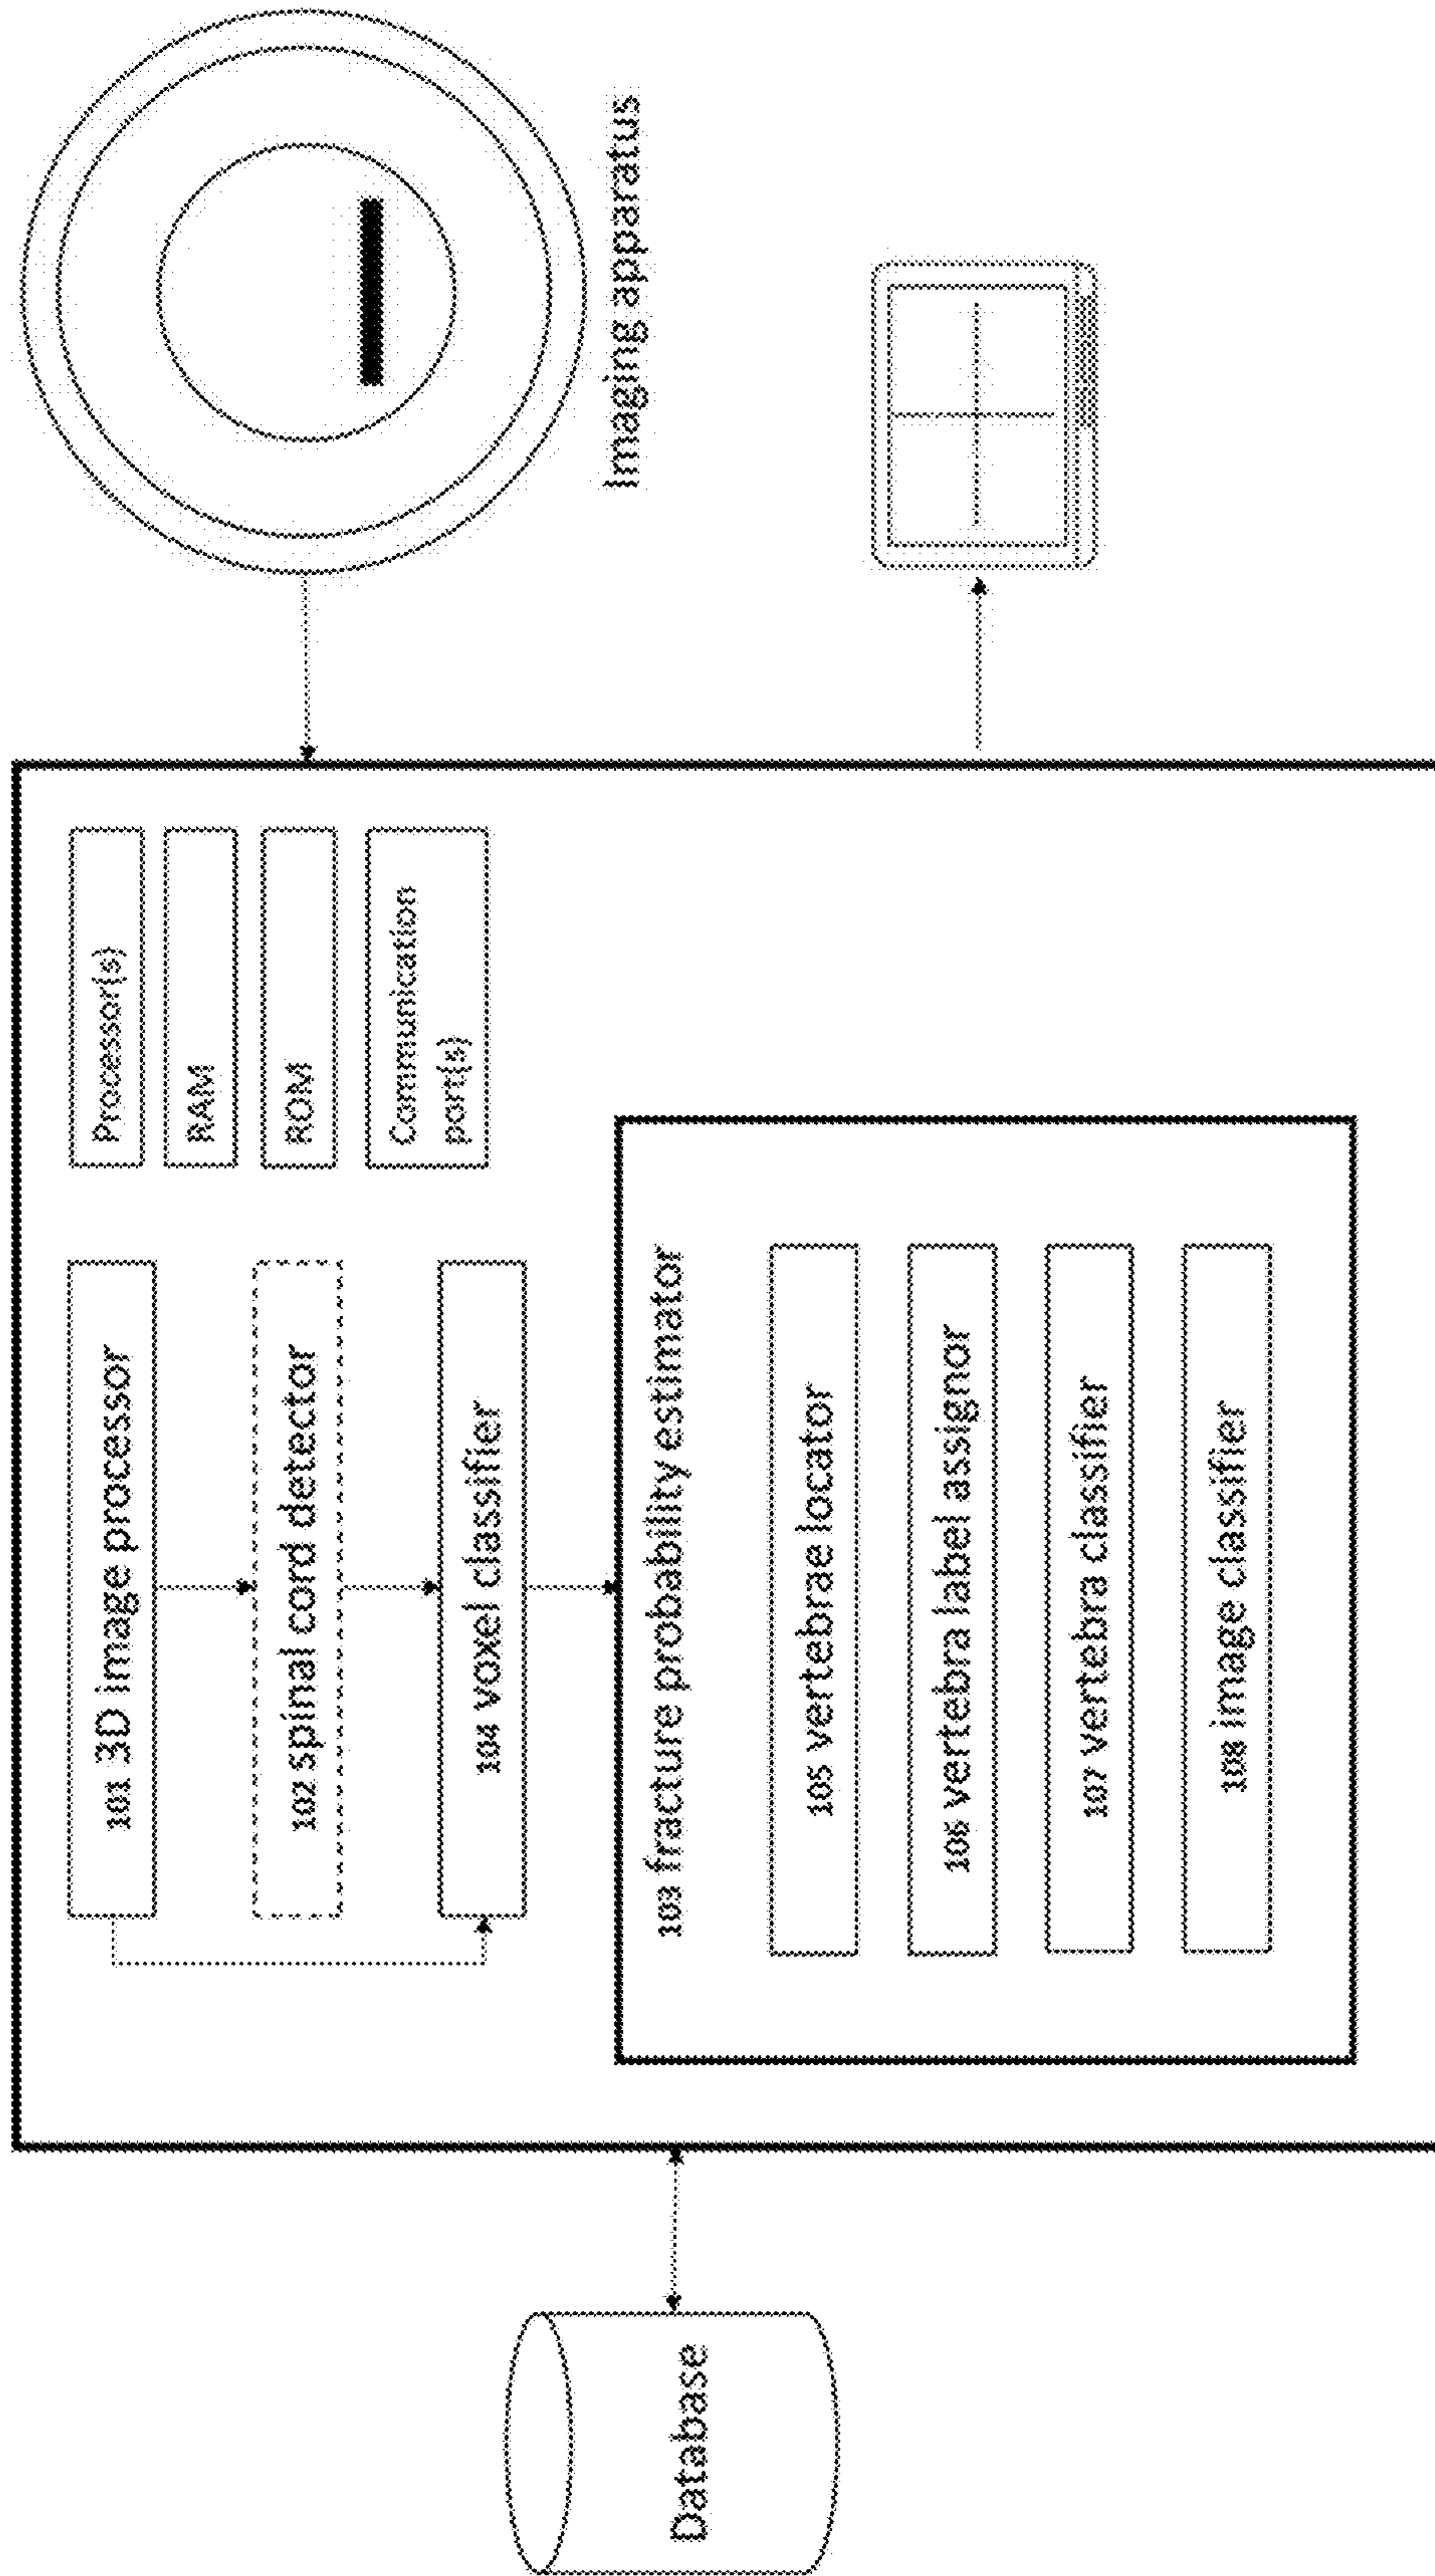 Database
101 3D image processor
102 spinal cord detector
104 voxel classifier
103 fracture probability estimator
105 vertebrae locator
106 vertebra label assignor
107 vertebra classifier
108 image classifier
Processor(s)
RAM
ROM
Communication
port(s)
Imaging apparatus